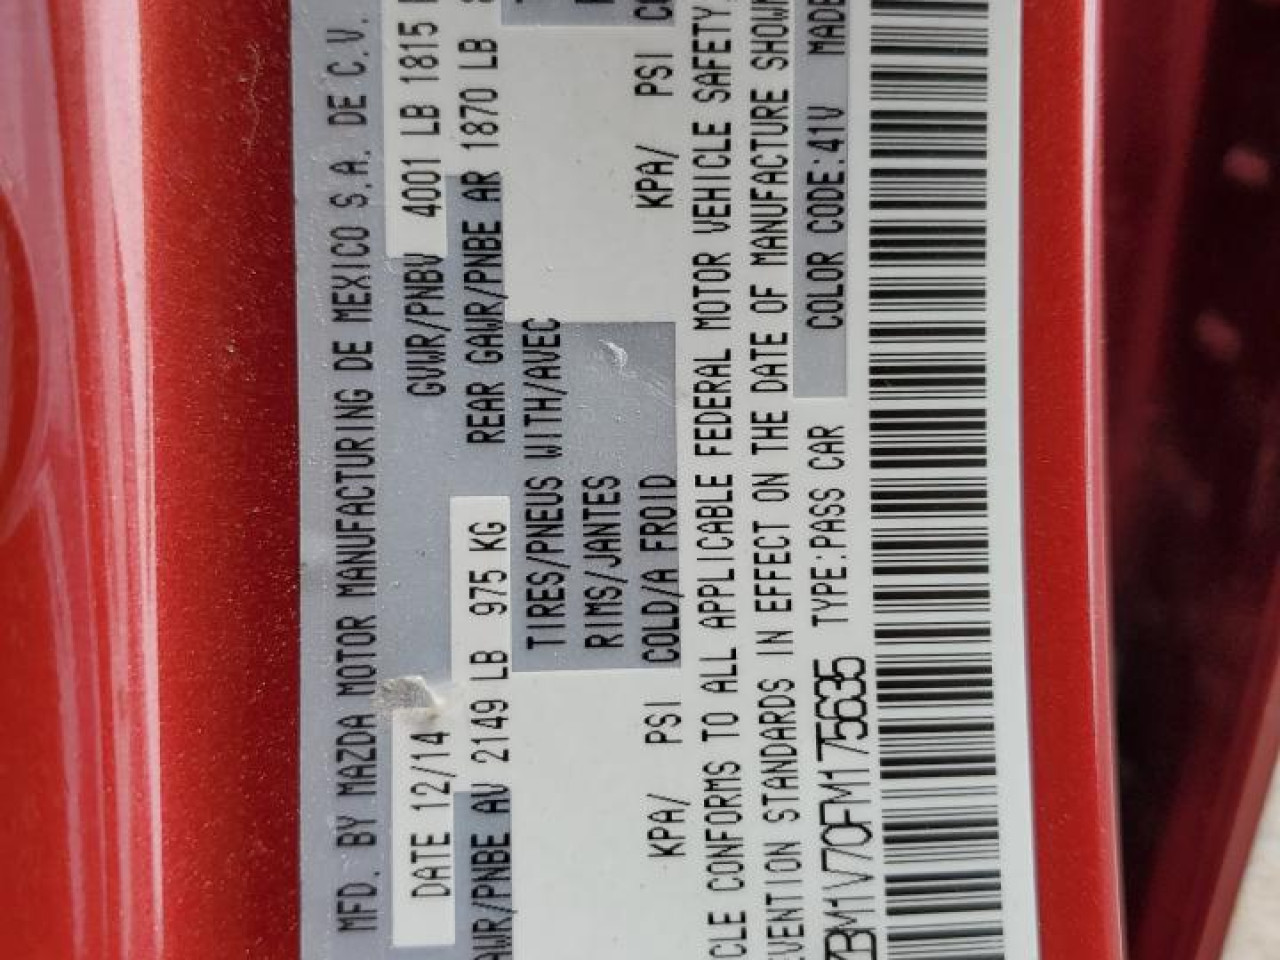 MFD. BY MAZDA MOTOR MANUFACTURING DE MEXICO S.A. DE C.V.
DATE 12/14 GVWR/PNBV 4001 LB 1815
AWR/PNBE AV 2149 LB 975 KG REAR GAWR/PNBE AR 1870 LB
TIRES/PNEUS WITH/AVEC
RIMS/JANTES
KPA/ PSI COLD/A FROID KPA/ PSI
CLE CONFORMS TO ALL APPLICABLE FEDERAL MOTOR VEHICLE SAFETY,
EVENTION STANDARDS IN EFFECT ON THE DATE OF MANUFACTURE SHOWN
ZBM1V70FM175635 TYPE:PASS CAR COLOR CODE:41V MADE